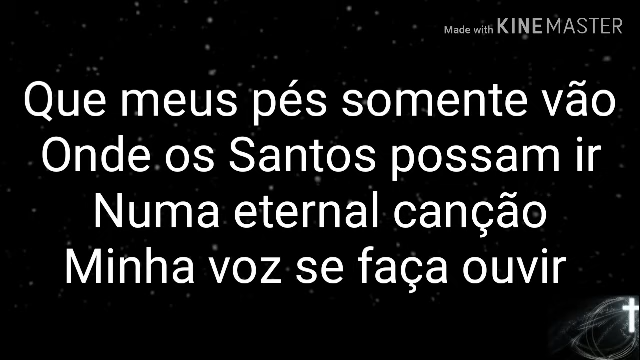 Made with KINEMASTER
Que meus pés somente vão
Onde os Santos possam ir
Numa eternal canção
Minha voz se faça ouvir